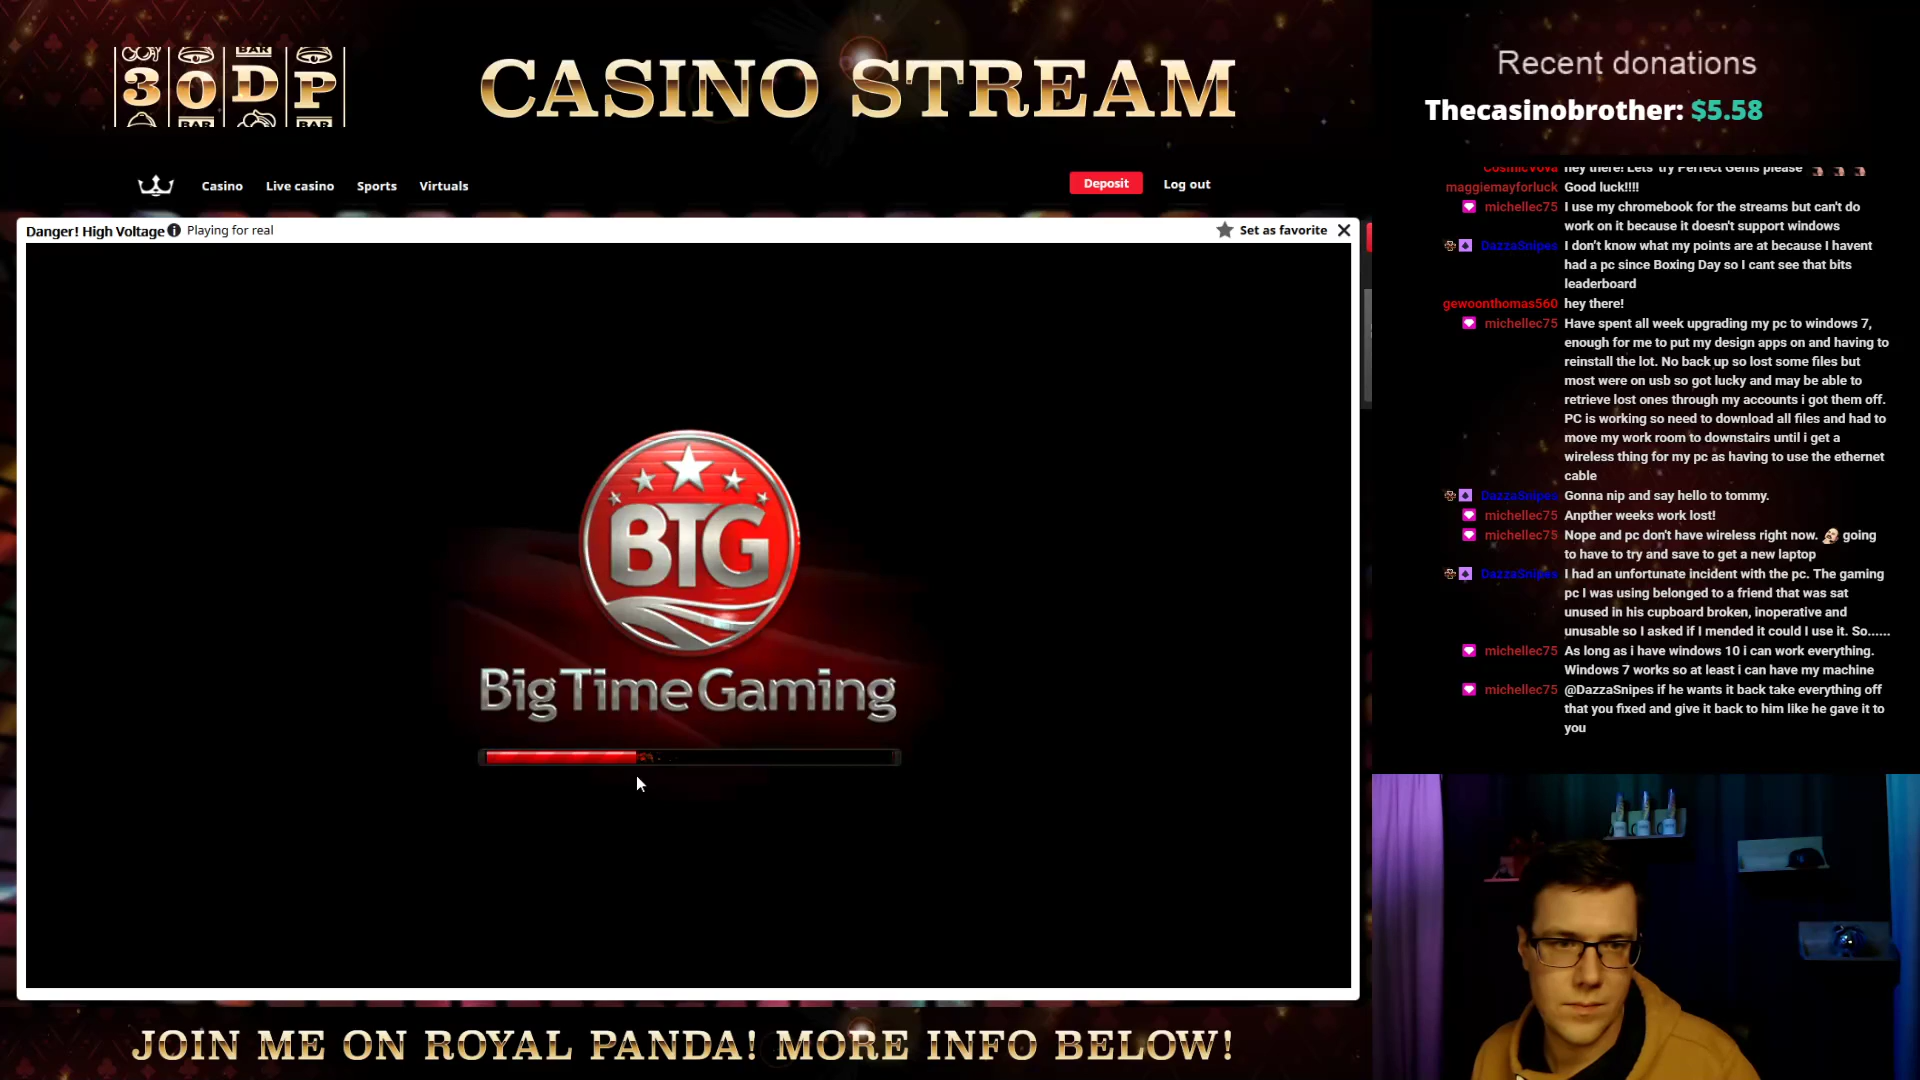 BAR
3ODP
BAR BAR
CASINO STREAM
Recent donations
Thecasinobrother: $5.58
Casino Live casino Sports Virtuals
Deposit Log out
Danger! High Voltage Playing for real
Set as favorite
BTG
Big Time Gaming
CosmicVova hey there! Lets try Perfect Gems please
maggiemayforluck Good luck!!!!
michellec75 I use my chromebook for the streams but can't do
work on it because it doesn't support windows
DazzaSnipes I don't know what my points are at because I havent
had a pc since Boxing Day so I cant see that bits
leaderboard
gewoonthomas560 hey there!
michellec75 Have spent all week upgrading my pc to windows 7,
enough for me to put my design apps on and having to
reinstall the lot. No back up so lost some files but
most were on usb so got lucky and may be able to
retrieve lost ones through my accounts i got them off.
PC is working so need to download all files and had to
move my work room to downstairs until i get a
wireless thing for my pc as having to use the ethernet
cable
DazzaSnipes Gonna nip and say hello to tommy.
michellec75 Anpther weeks work lost!
michellec75 Nope and pc don't have wireless right now. going
to have to try and save to get a new laptop
DazzaSnipes I had an unfortunate incident with the pc. The gaming
pc I was using belonged to a friend that was sat
unused in his cupboard broken, inoperative and
unusable so I asked if I mended it could I use it. So......
michellec75 As long as i have windows 10 i can work everything.
Windows 7 works so at least i can have my machine
michellec75 @DazzaSnipes if he wants it back take everything off
that you fixed and give it back to him like he gave it to
you
JOIN ME ON ROYAL PANDA! MORE INFO BELOW!